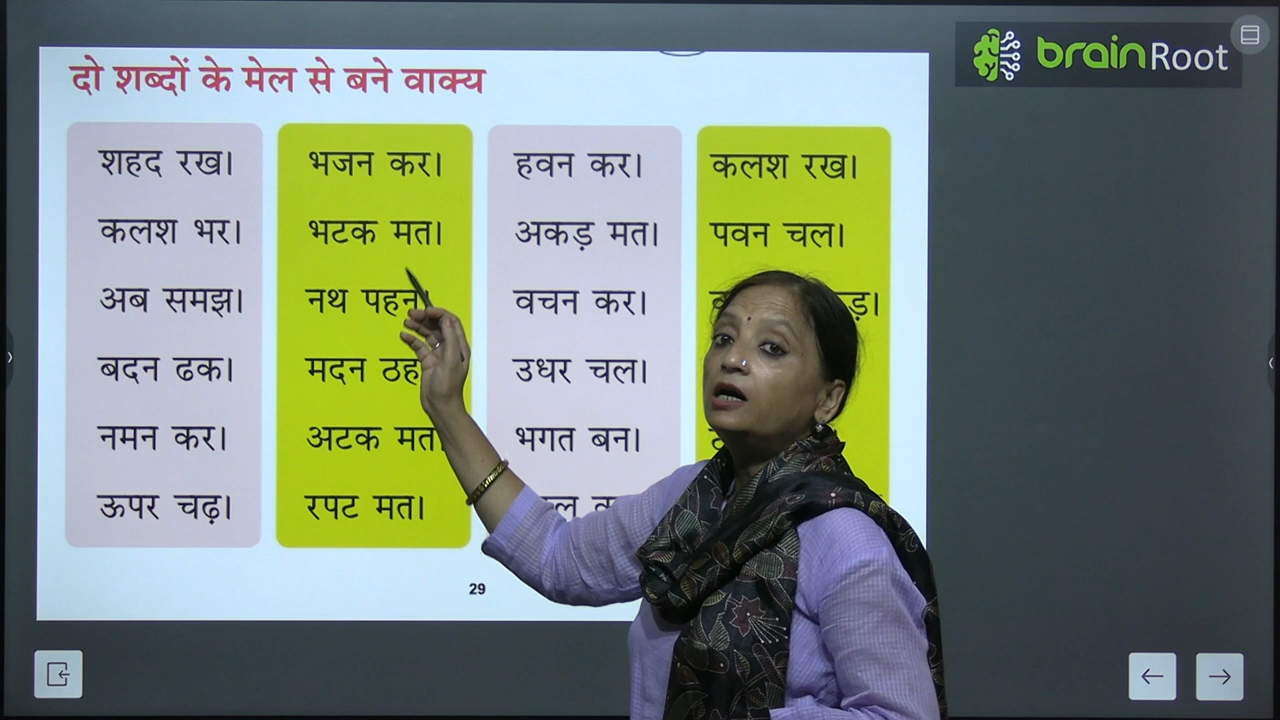 brainRoot
दो शब्दों के मेल से बने वाक्य
शहद रख।
कलश भर।
अब समझ।
बदन ढक।
नमन कर।
ऊपर चढ़।
भजन कर।
भटक मत।
नथ पहन।
मदन
अटक मत।
रपट मत।
हवन कर।
अकड़ मत।
वचन कर।
उधर चल।
भगत बन।
कलश रख।
पवन चल।
29